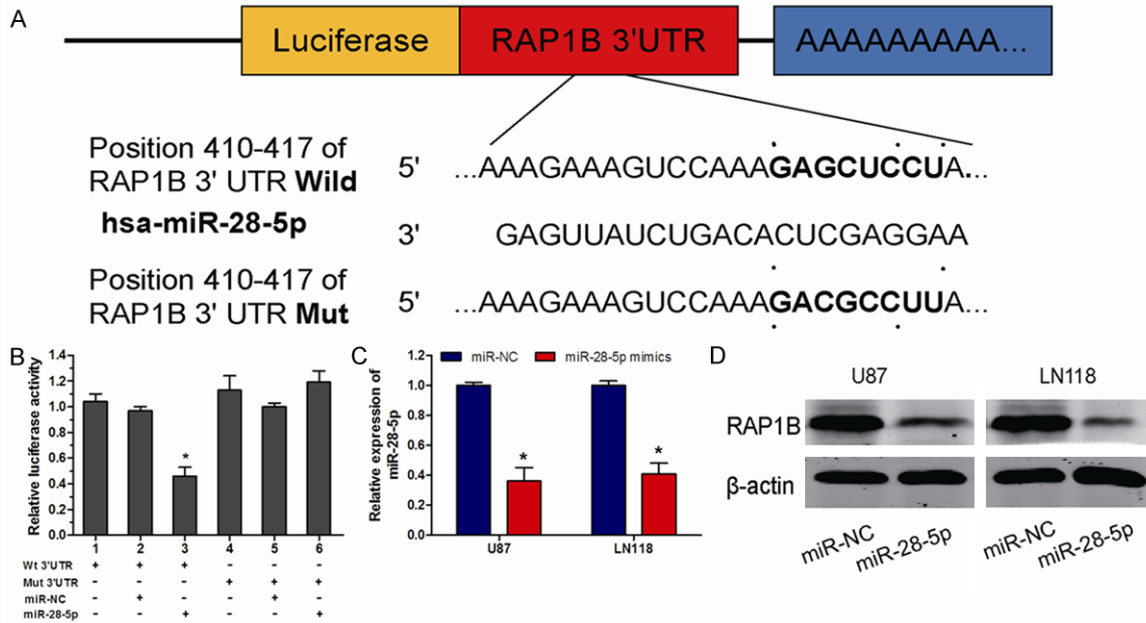 A
Luciferase RAP1B 3'UTR AAAAAAAAA...
Position 410-417 of
RAP1B 3' UTR Wild
5' ...AAAGAAAGUCCAAAGAGCUCCUA...
hsa-miR-28-5p
3' GAGUUAUCUGACACUCGAGGAA
Position 410-417 of
RAP1B 3' UTR Mut
5' ...AAAGAAAGUCCAAAGACGCCUUA...
B
Relative luciferase activity
1.4
1.2
1.0
0.8
0.6
0.4
0.2
0.0
*
1 2 3 4 5 6
Wt 3'UTR + + + - - -
Mut 3'UTR - - - + + +
miR-NC - + - - + -
miR-28-5p - - + - - +
C
miR-NC miR-28-5p mimics
Relative expression of
miR-28-5p
1.2
1.0
0.8
0.6
0.4
0.2
0.0
* *
U87 LN118
D
U87 LN118
RAP1B
β-actin
miR-NC miR-28-5p miR-NC miR-28-5p